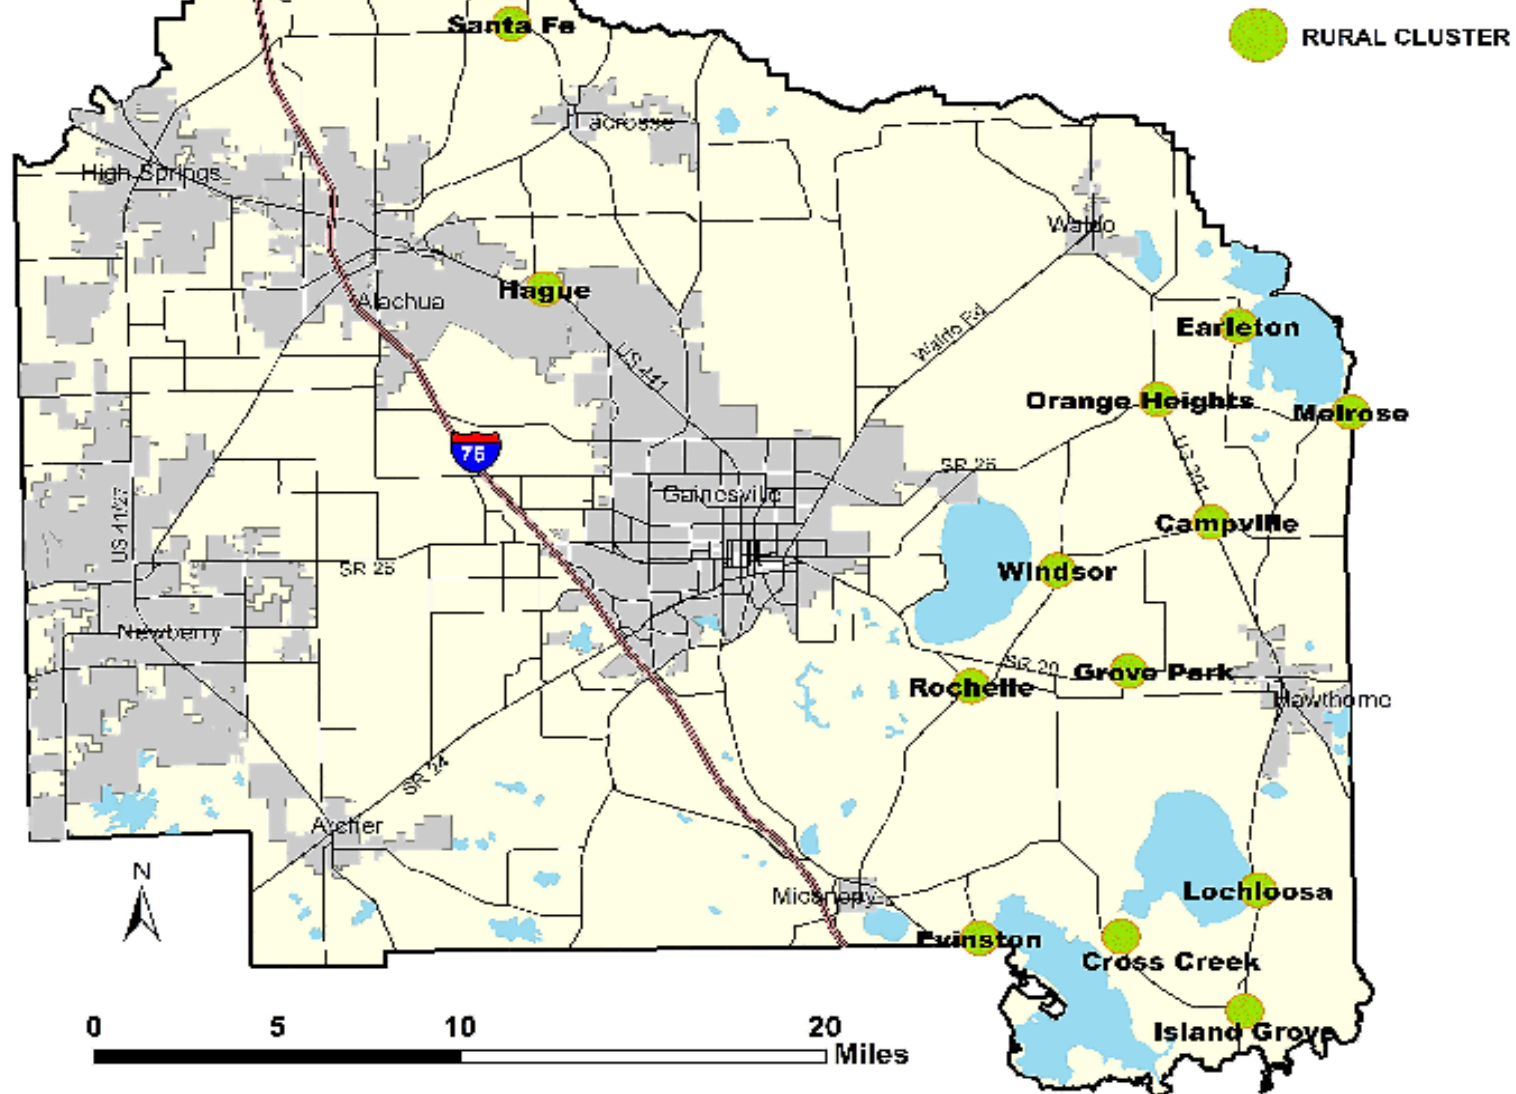 Santa Fe
RURAL CLUSTER
Lacrosse
High Springs
Waldo
Hague
Alachua
Earleton
Waldo Rd
US 441
Orange Heights
Melrose
75
SR 26
US 301
Gainesville
US 41/27
Campville
SR 26
Windsor
Newberry
SR 20
Grove Park
Rochelle
Hawthorne
SR 24
Archer
N
Micanopy
Lochloosa
Evinston
Cross Creek
0 5 10 20
Island Grove
Miles